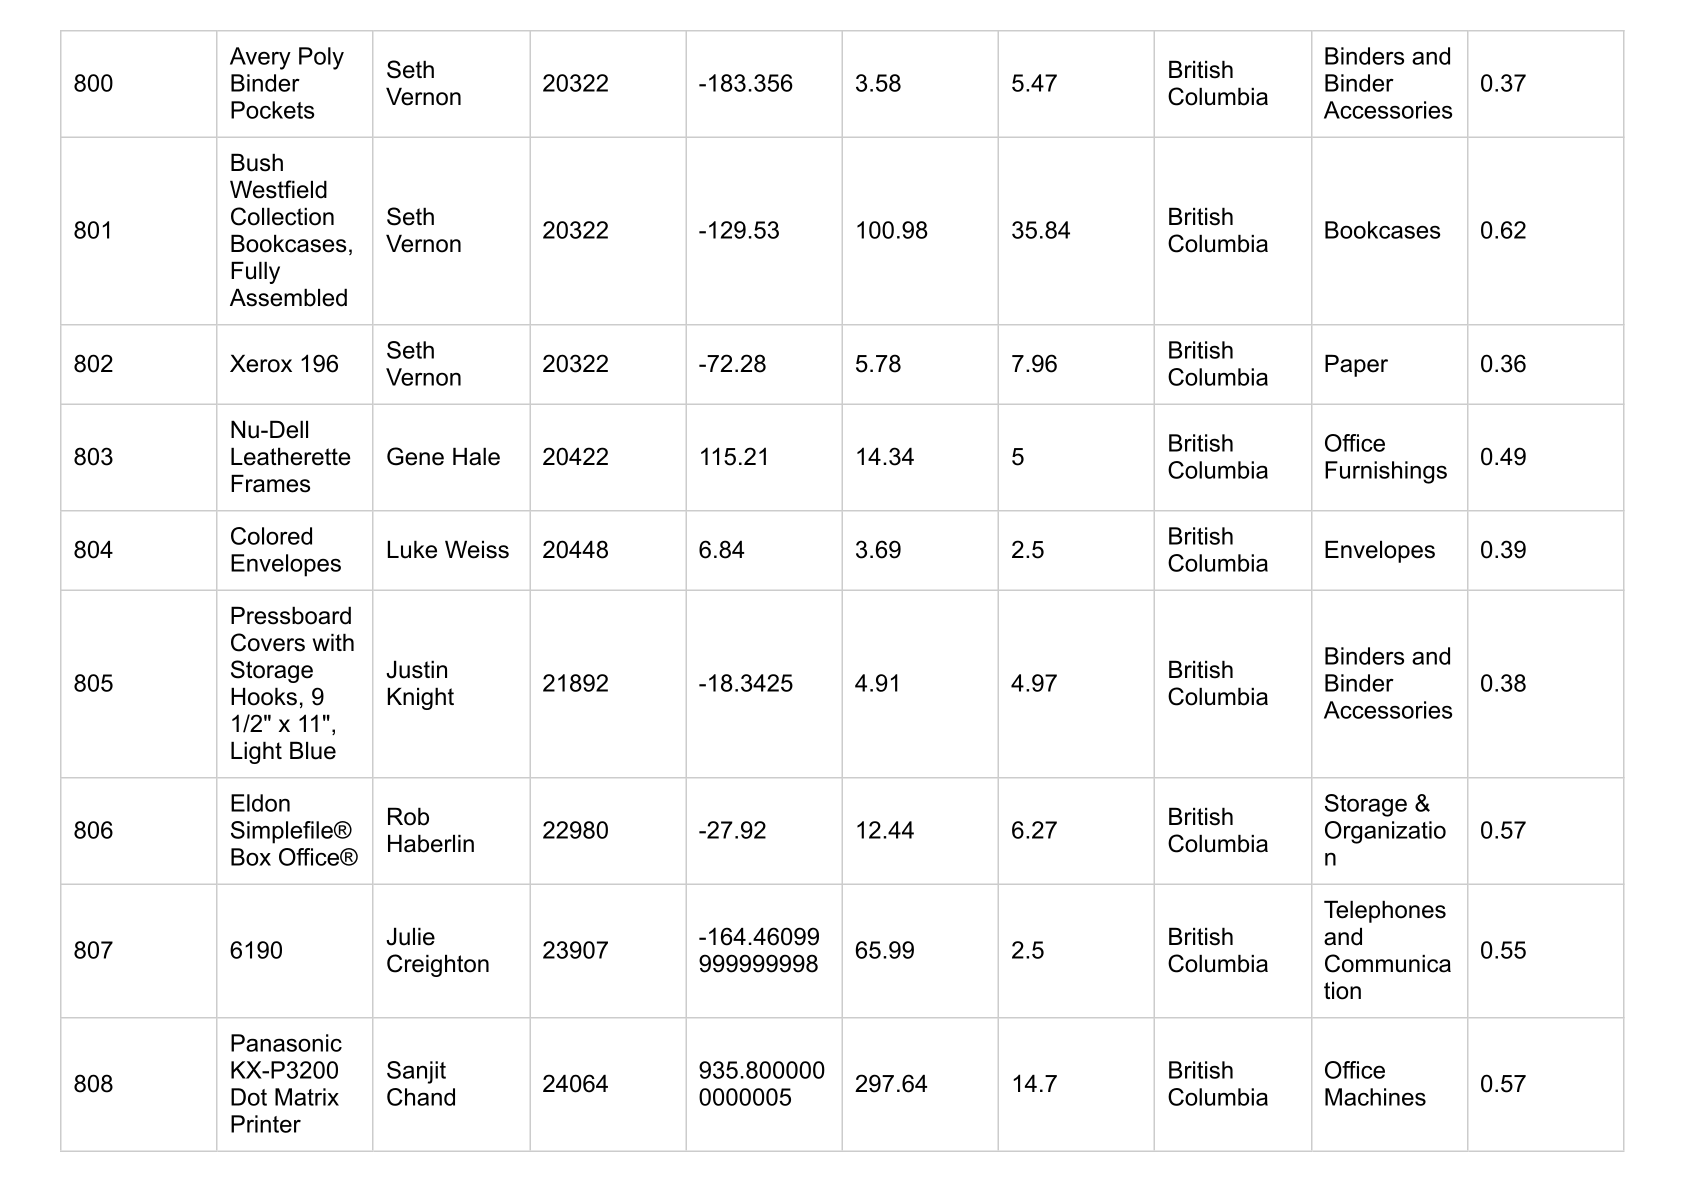 800
Avery Poly
Binder
Pockets
Seth
Vernon
20322
-183.356
3.58
5.47
British
Columbia
Binders and
Binder
Accessories
0.37
801
Bush
Westfield
Collection
Bookcases,
Fully
Assembled
Seth
Vernon
20322
-129.53
100.98
35.84
British
Columbia
Bookcases
0.62
802
Xerox 196
Seth
Vernon
20322
-72.28
5.78
7.96
British
Columbia
Paper
0.36
803
Nu-Dell
Leatherette
Frames
Gene Hale
20422
115.21
14.34
5
British
Columbia
Office
Furnishings
0.49
804
Colored
Envelopes
Luke Weiss
20448
6.84
3.69
2.5
British
Columbia
Envelopes
0.39
805
Pressboard
Covers with
Storage
Hooks, 9
1/2" x 11",
Light Blue
Justin
Knight
21892
-18.3425
4.91
4.97
British
Columbia
Binders and
Binder
Accessories
0.38
806
Eldon
Simplefile®
Box Office®
Rob
Haberlin
22980
-27.92
12.44
6.27
British
Columbia
Storage &
Organizatio
n
0.57
807
6190
Julie
Creighton
23907
-164.46099
999999998
65.99
2.5
British
Columbia
Telephones
and
Communica
tion
0.55
808
Panasonic
KX-P3200
Dot Matrix
Printer
Sanjit
Chand
24064
935.800000
0000005
297.64
14.7
British
Columbia
Office
Machines
0.57